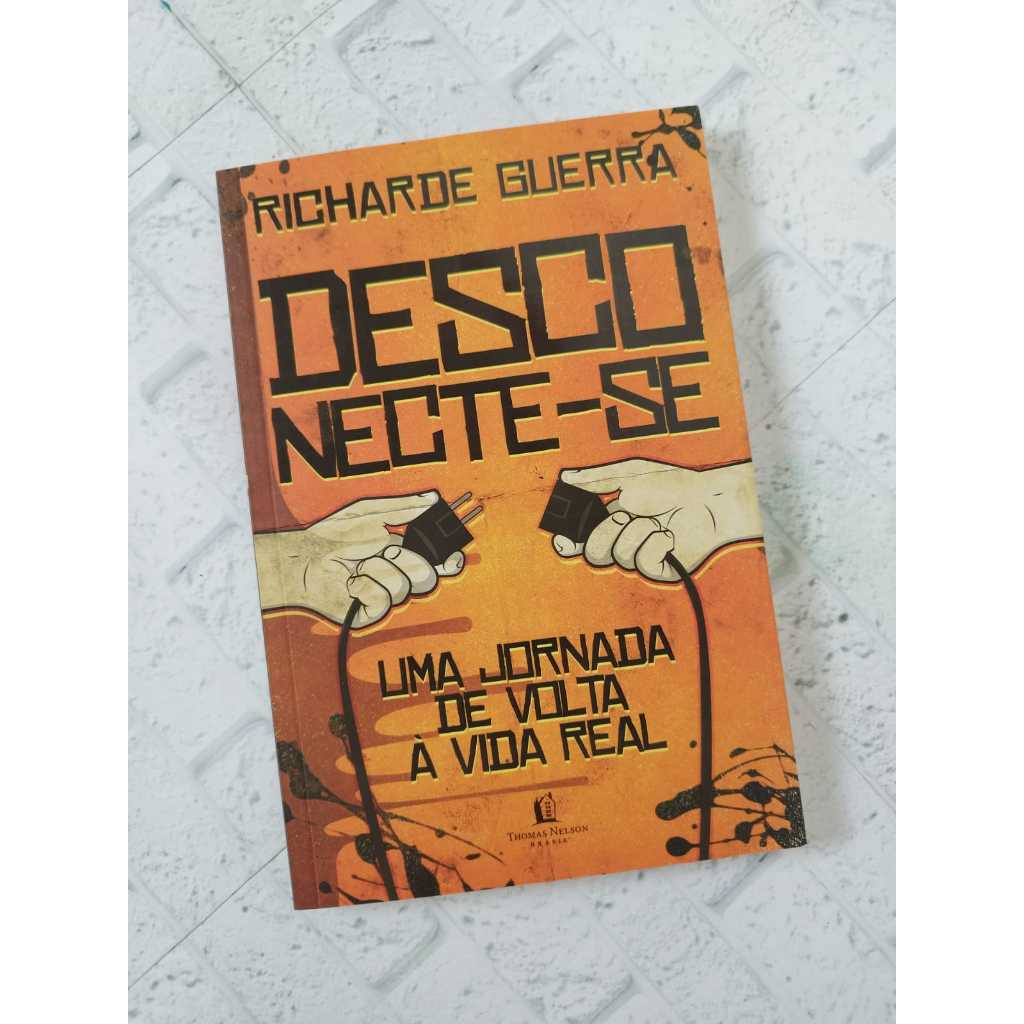 RICHARDE GUERRA
DESCO
NECTE-SE
UMA JORNADA
DE VOLTA
À VIDA REAL
THOMAS NELSON
BRASIL